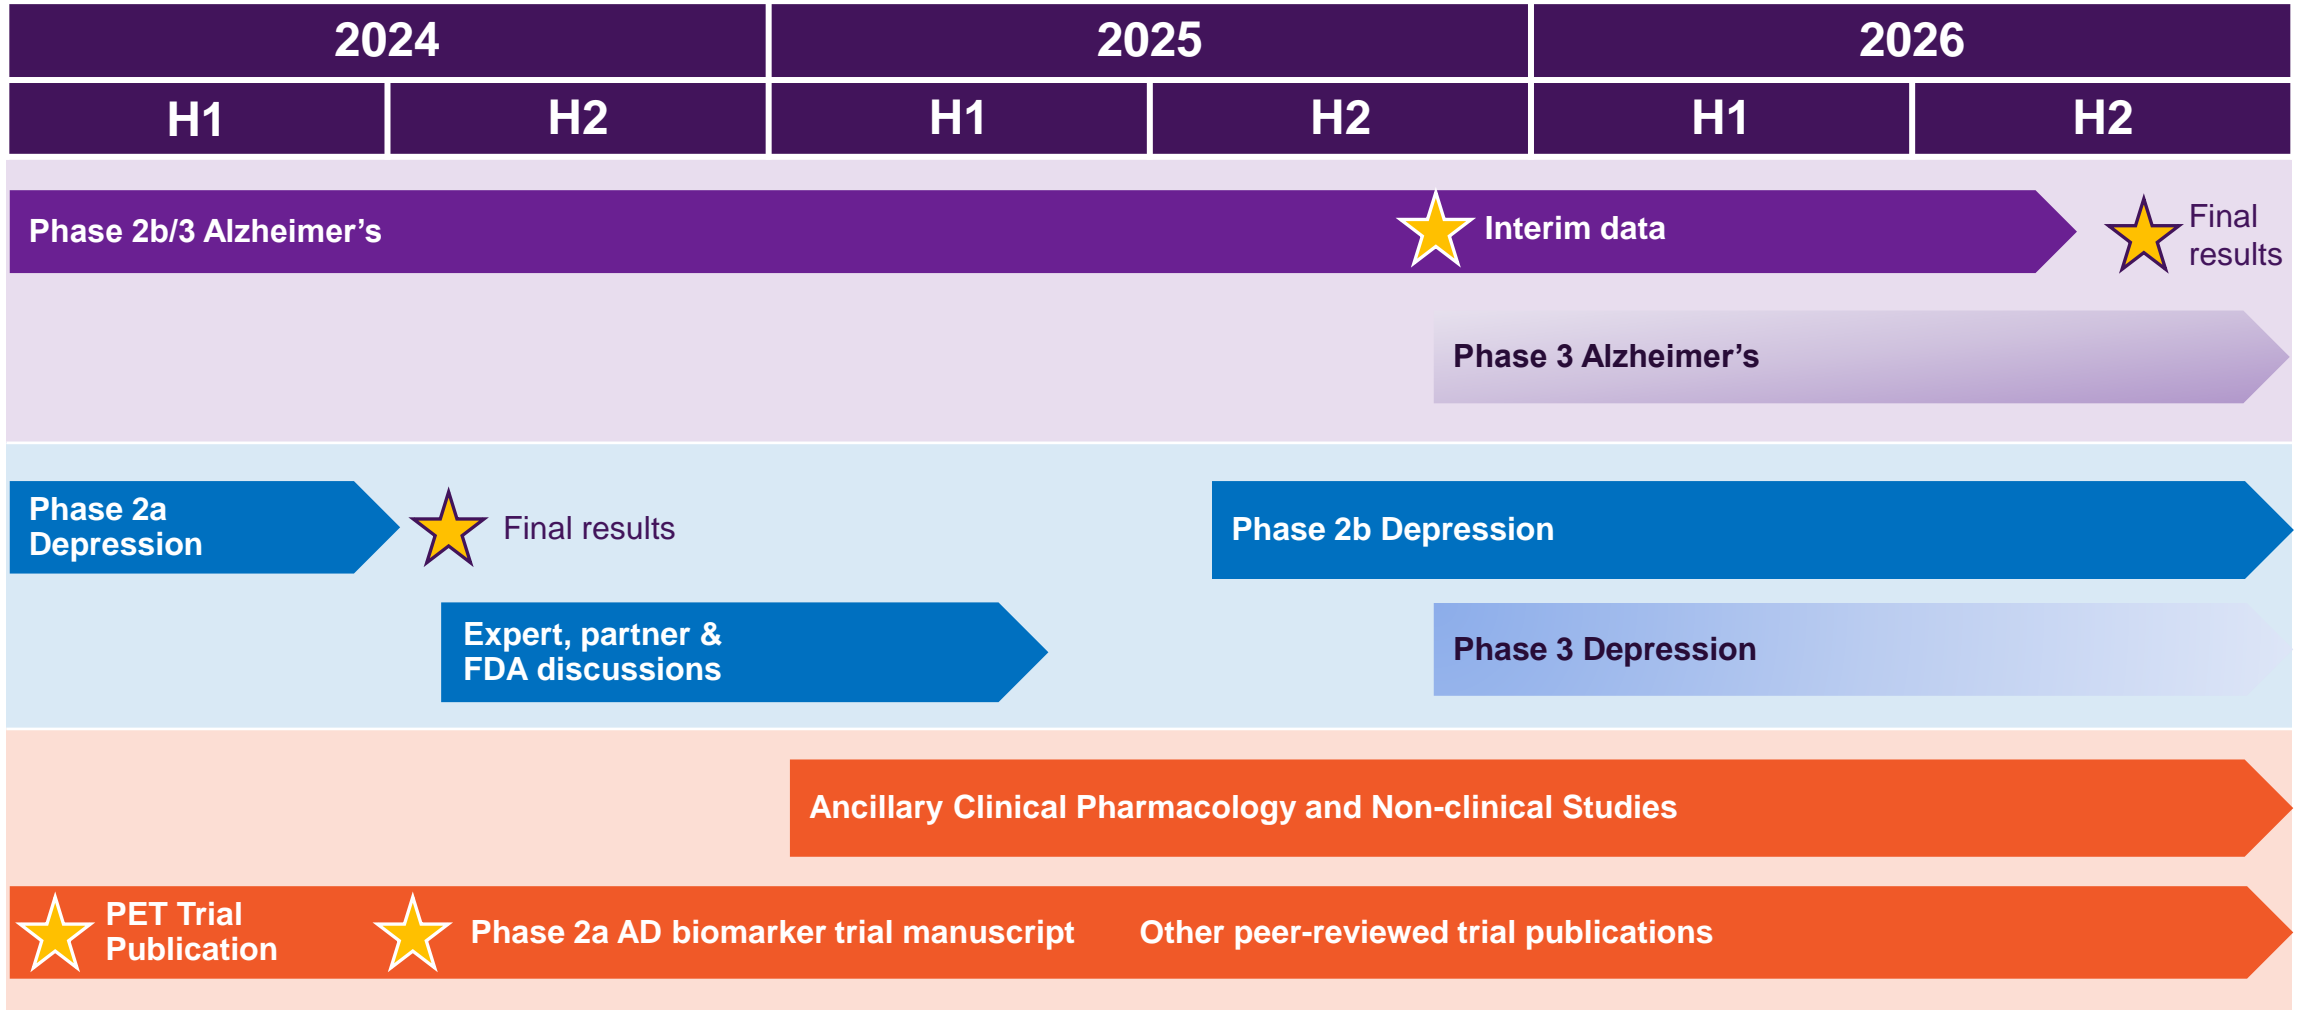 2024
2025
2026
H1
H2
H1
H2
H1
H2
Phase 2b/3 Alzheimer’s
Interim data
Final
results
Phase 3 Alzheimer’s
Phase 2a
Depression
Final results
Phase 2b Depression
Expert, partner &
FDA discussions
Phase 3 Depression
Ancillary Clinical Pharmacology and Non-clinical Studies
PET Trial
Publication
Phase 2a AD biomarker trial manuscript
Other peer-reviewed trial publications